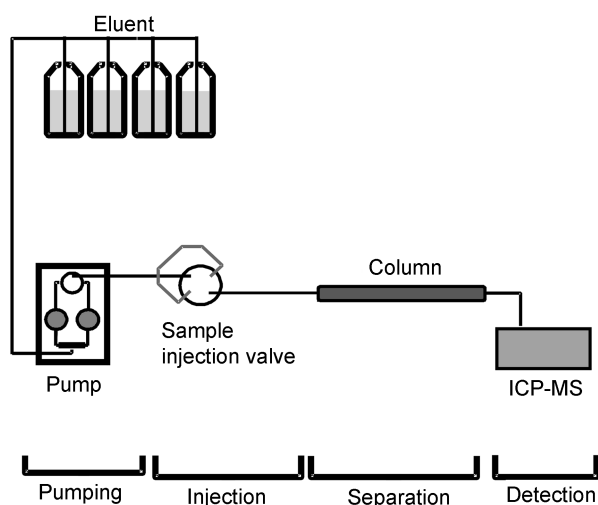 Eluent
Column
Sample
injection valve
Pump
ICP-MS
Pumping
Injection
Separation
Detection